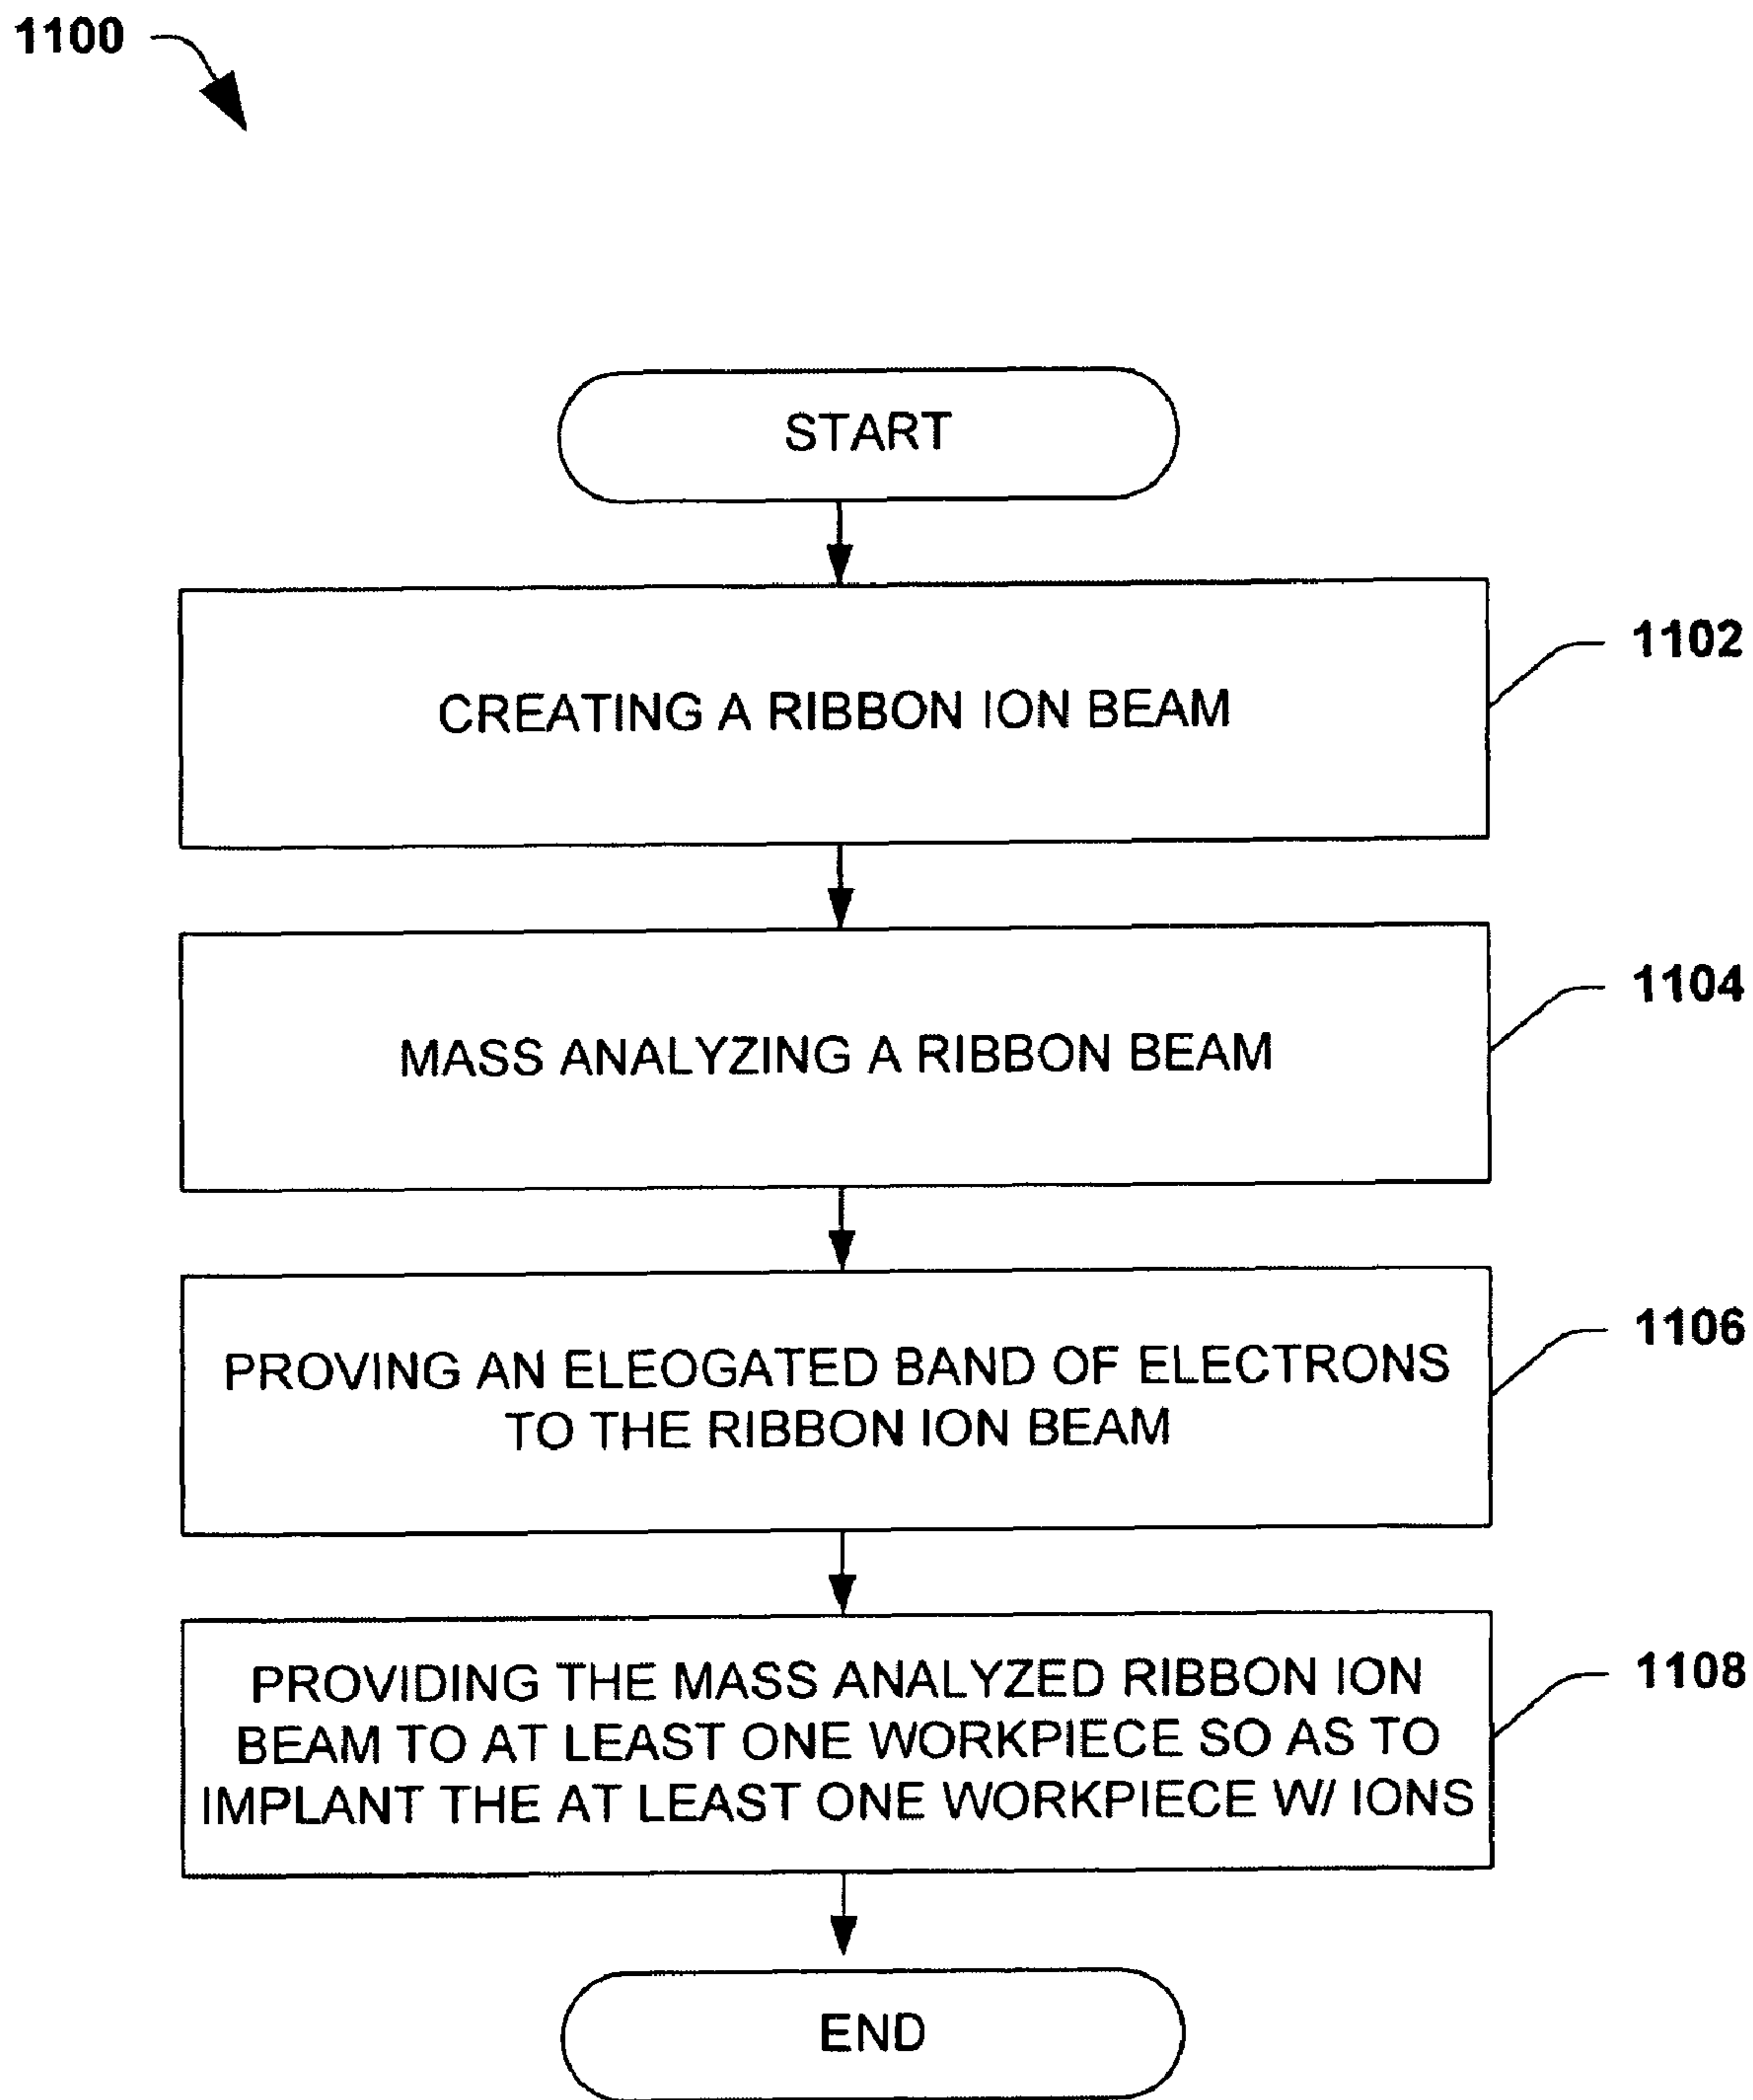 1100
START
CREATING A RIBBON ION BEAM
1102
MASS ANALYZING A RIBBON BEAM
1104
PROVING AN ELEOGATED BAND OF ELECTRONS
TO THE RIBBON ION BEAM
1106
PROVIDING THE MASS ANALYZED RIBBON ION
BEAM TO AT LEAST ONE WORKPIECE SO AS TO
IMPLANT THE AT LEAST ONE WORKPIECE W/ IONS
1108
END